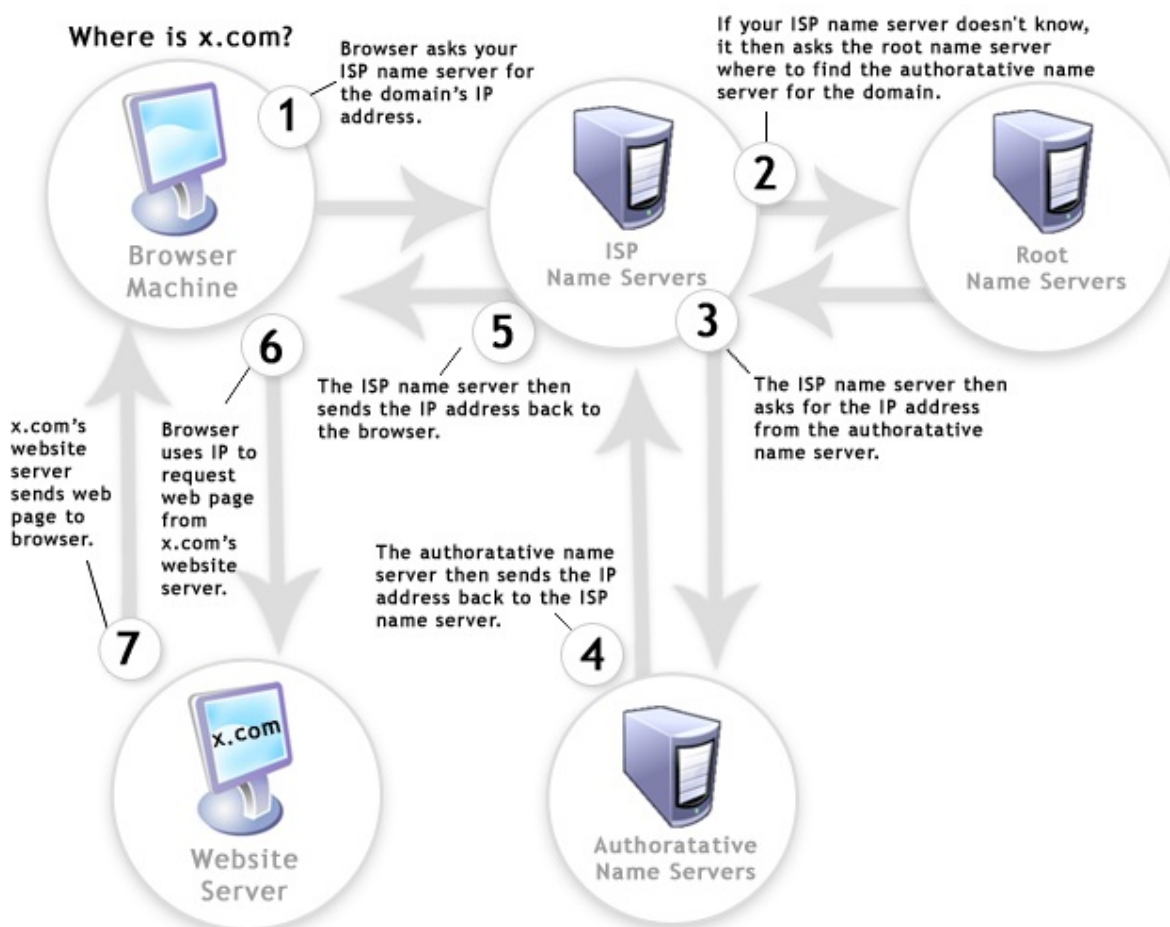 Where is x.com?
1
Browser asks your
ISP name server for
the domain's IP
address.
If your ISP name server doesn't know,
it then asks the root name server
where to find the authoratative name
server for the domain.
2
Browser
Machine
ISP
Name Servers
Root
Name Servers
3
The ISP name server then
asks for the IP address
from the authoratative
name server.
The authoratative name
server then sends the IP
address back to the ISP
name server.
4
5
The ISP name server then
sends the IP address back to
the browser.
6
Browser
uses IP to
request
web page
from
x.com's
website
server.
x.com's
website
server
sends web
page to
browser.
7
x.com
Website
Server
Authoratative
Name Servers